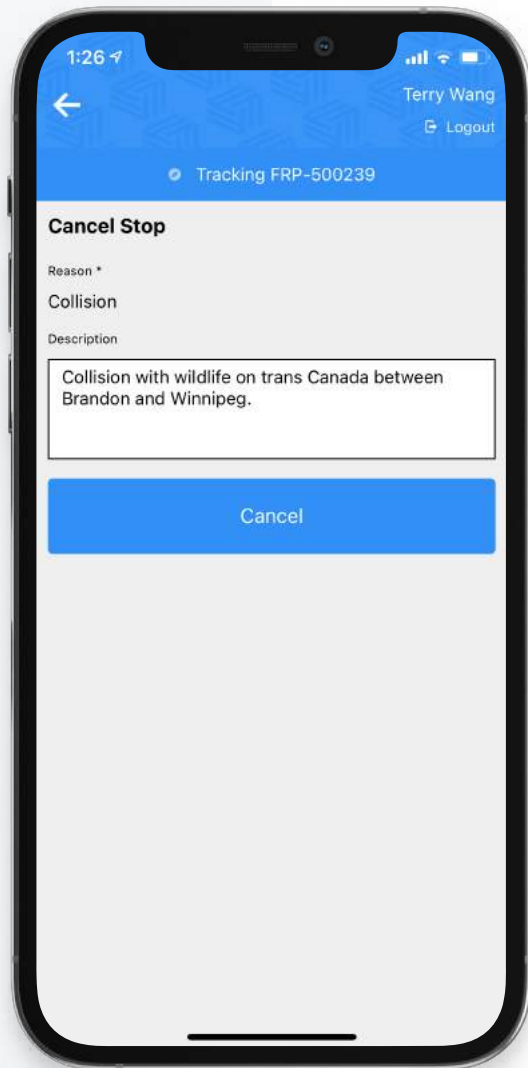 1:26
Terry Wang
Logout
Tracking FRP-500239
Cancel Stop
Reason *
Collision
Description
Collision with wildlife on trans Canada between
Brandon and Winnipeg.
Cancel